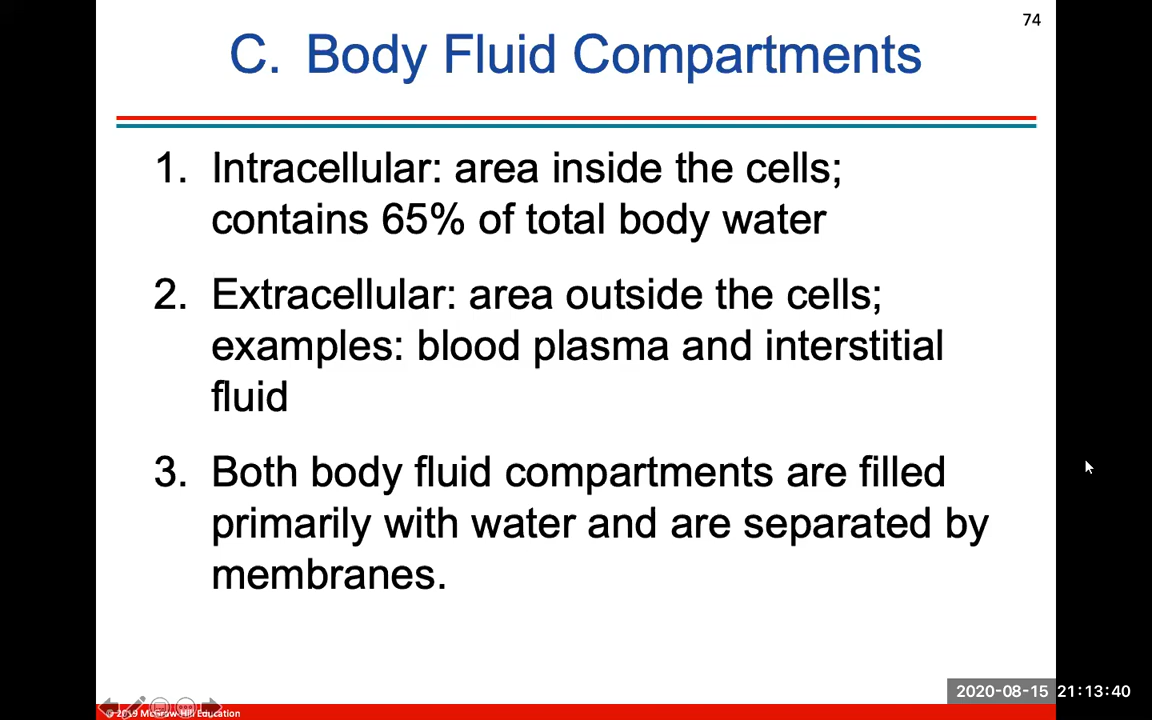 74
C. Body Fluid Compartments
1. Intracellular: area inside the cells;
contains 65% of total body water
2. Extracellular: area outside the cells;
examples: blood plasma and interstitial
fluid
3. Both body fluid compartments are filled
primarily with water and are separated by
membranes.
2020-08-15 21:13:40
© 2019 McGraw-Hill Education